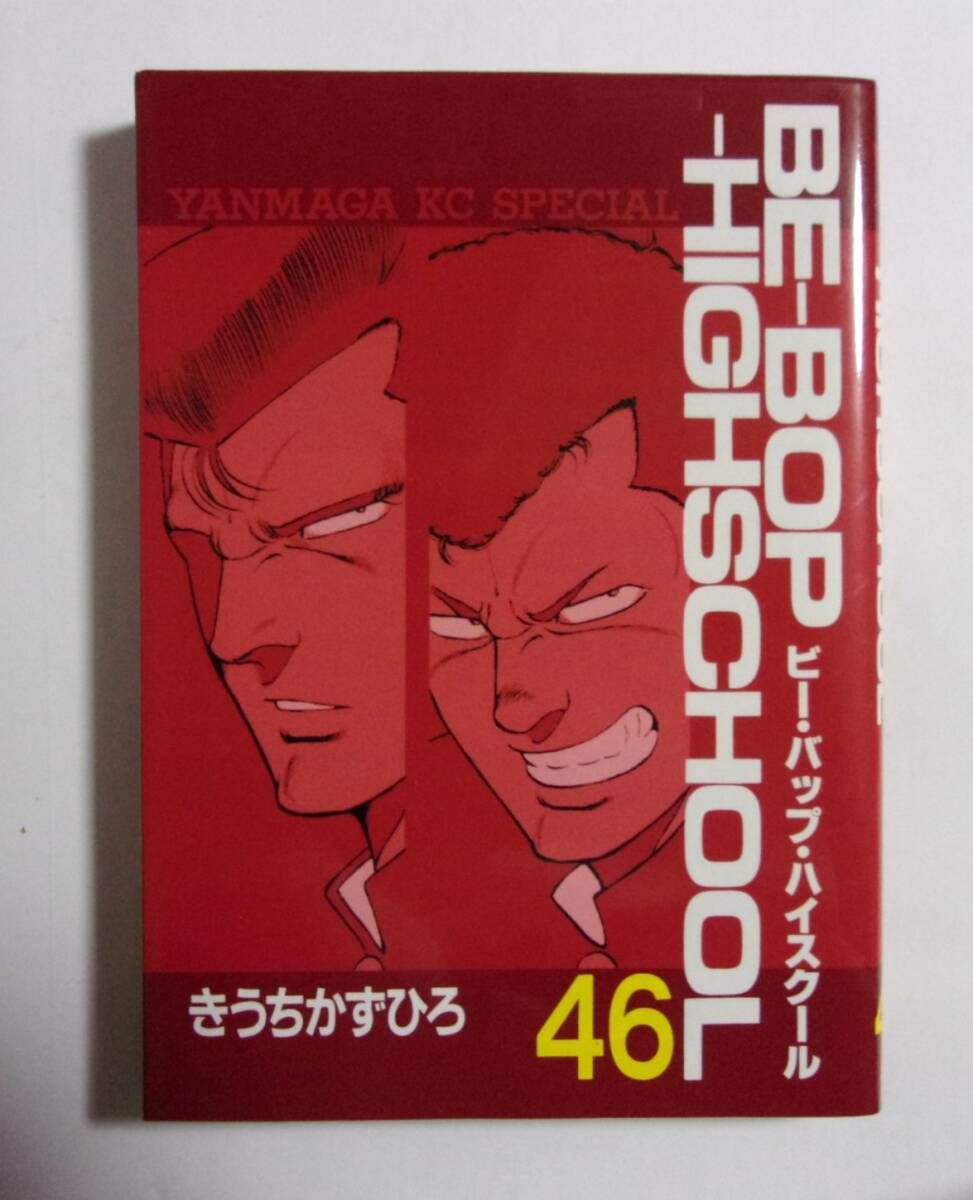 YANMAGA KC SPECIAL
BE-BOP
-HIGHSCHOOL
ビー・バップ・ハイスクール
きうちかずひろ
46